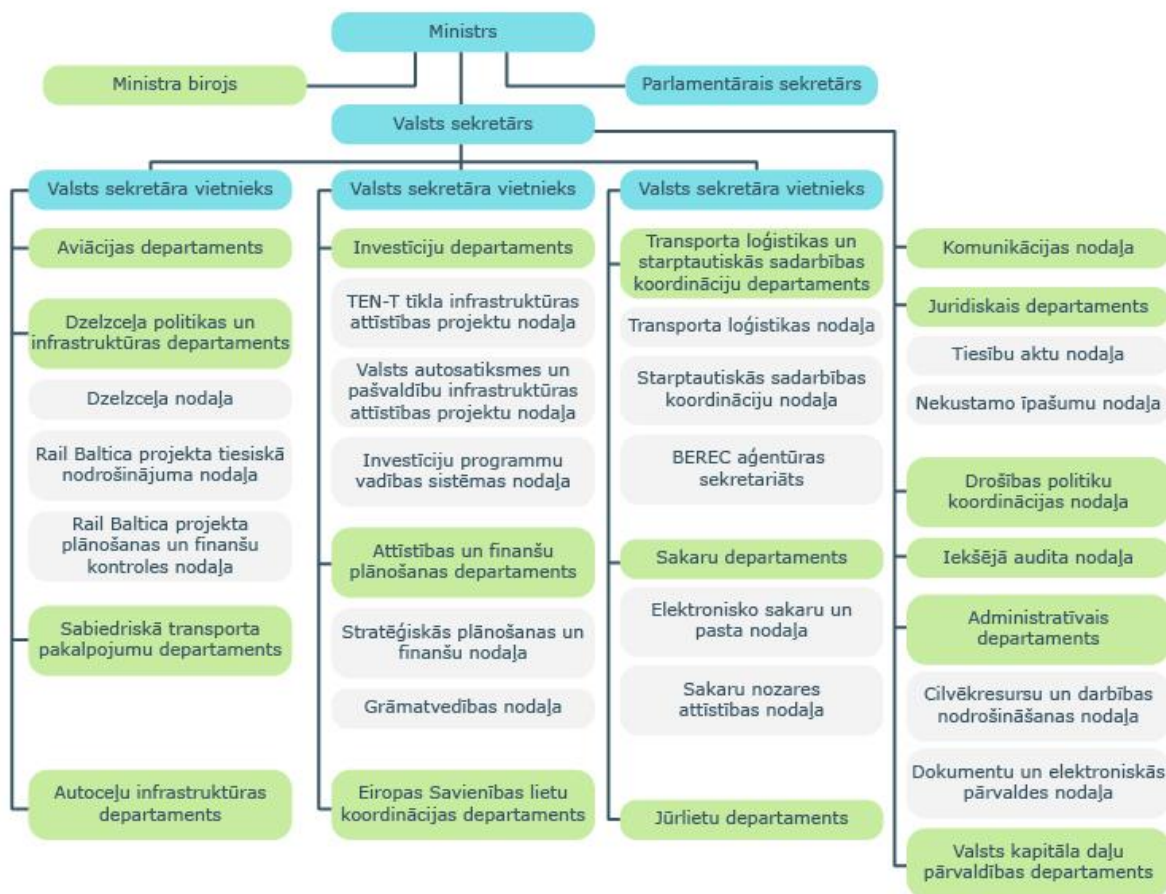 Ministrs
Ministra birojs
Parlamentārais sekretārs
Valsts sekretārs
Valsts sekretāra vietnieks
Aviācijas departaments
Dzelzceļa politikas un
infrastruktūras departaments
Dzelzceļa nodaļa
Rail Baltica projekta tiesiskā
nodrošinājuma nodaļa
Rail Baltica projekta
plānošanas un finanšu
kontroles nodaļa
Sabiedriskā transporta
pakalpojumu departaments
Autoceļu infrastruktūras
departaments
Valsts sekretāra vietnieks
Investīciju departaments
TEN-T tīkla infrastruktūras
attīstības projektu nodaļa
Valsts autosatiksmes un
pašvaldību infrastruktūras
attīstības projektu nodaļa
Investīciju programmu
vadības sistēmas nodaļa
Attīstības un finanšu
plānošanas departaments
Stratēģiskās plānošanas un
finanšu nodaļa
Grāmatvedības nodaļa
Eiropas Savienības lietu
koordinācijas departaments
Valsts sekretāra vietnieks
Transporta loģistikas un
starptautiskās sadarbības
koordināciju departaments
Transporta loģistikas nodaļa
Starptautiskās sadarbības
koordināciju nodaļa
BEREC aģentūras
sekretariāts
Sakaru departaments
Elektronisko sakaru un
pasta nodaļa
Sakaru nozares
attīstības nodaļa
Jūrlietu departaments
Komunikācijas nodaļa
Juridiskais departaments
Tiesību aktu nodaļa
Nekustamo īpašumu nodaļa
Drošības politiku
koordinācijas nodaļa
Iekšējā audita nodaļa
Administratīvais
departaments
Cilvēkresursu un darbības
nodrošināšanas nodaļa
Dokumentu un elektroniskās
pārvaldes nodaļa
Valsts kapitāla daļu
pārvaldības departaments